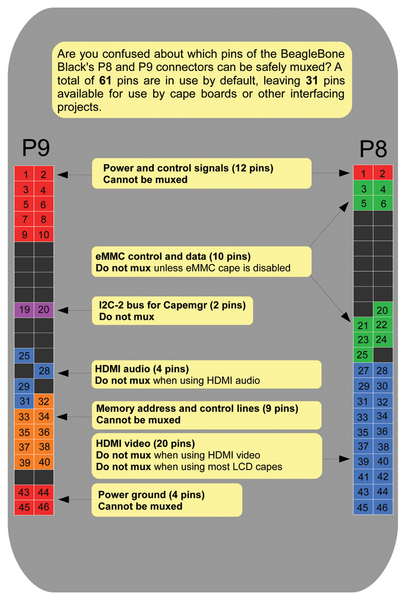 Are you confused about which pins of the BeagleBone
Black's P8 and P9 connectors can be safely muxed? A
total of 61 pins are in use by default, leaving 31 pins
available for use by cape boards or other interfacing
projects.
P9
P8
Power and control signals (12 pins)
Cannot be muxed
eMMC control and data (10 pins)
Do not mux unless eMMC cape is disabled
I2C-2 bus for Capemgr (2 pins)
Do not mux
HDMI audio (4 pins)
Do not mux when using HDMI audio
Memory address and control lines (9 pins)
Cannot be muxed
HDMI video (20 pins)
Do not mux when using HDMI video
Do not mux when using most LCD capes
Power ground (4 pins)
Cannot be muxed
1 2
3 4
5 6
7 8
9 10
19 20
25
28
29
31 32
33 34
35 36
37 38
39 40
43 44
45 46
1 2
3 4
5 6
20
21 22
23 24
25
27 28
29 30
31 32
33 34
35 36
37 38
39 40
41 42
43 44
45 46